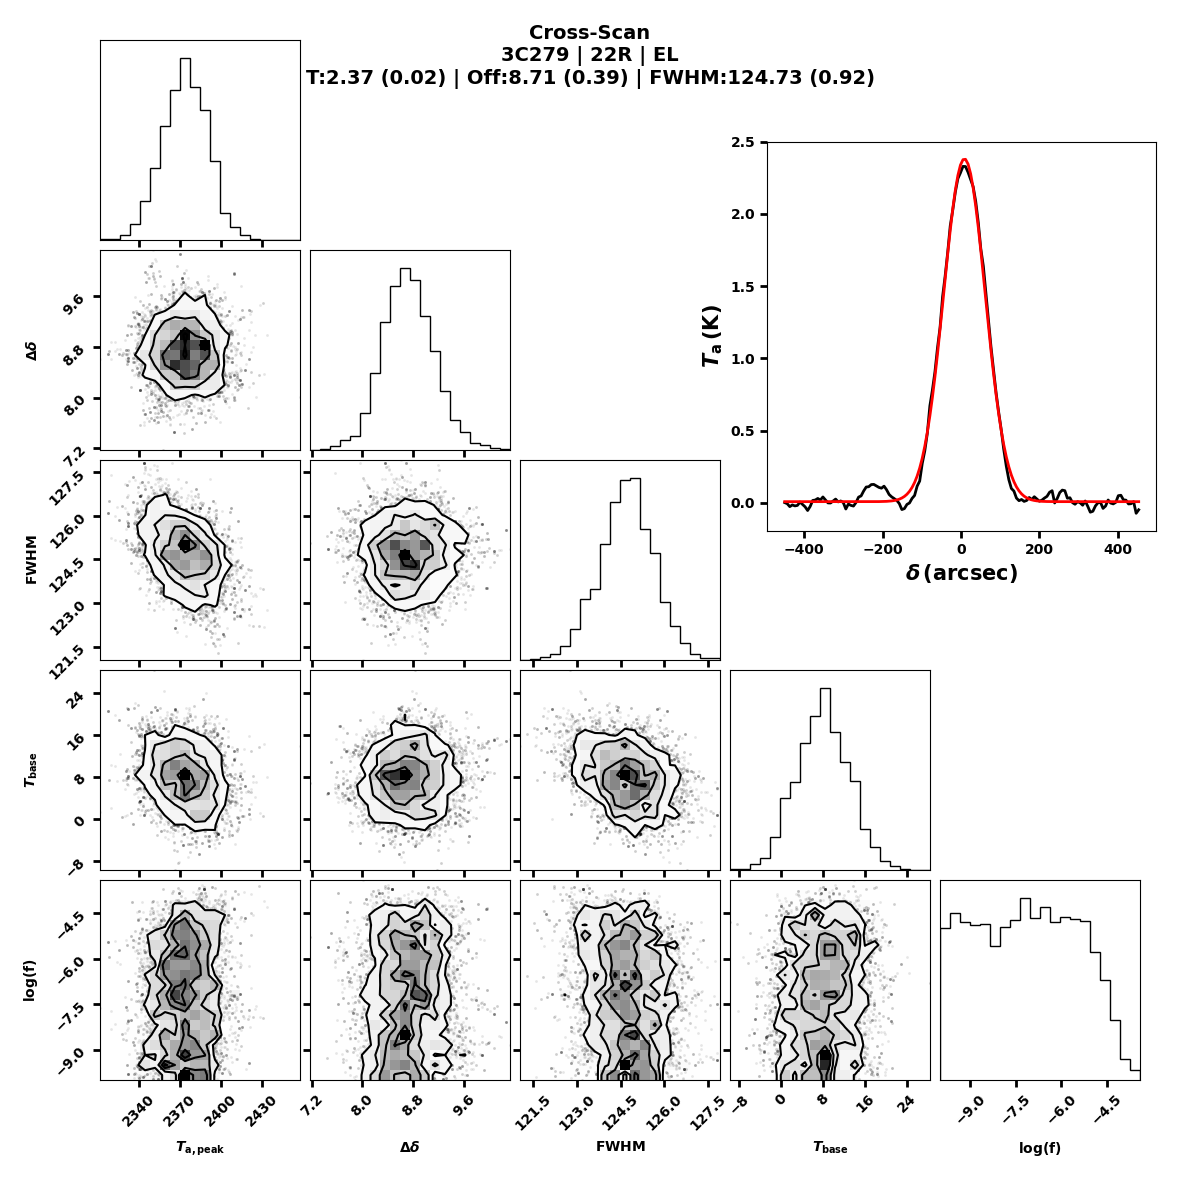 Cross-Scan
3C279 | 22R | EL
T:2.37 (0.02) | Off:8.71 (0.39) | FWHM:124.73 (0.92)
2.5
2.0
1.5
1.0
0.5
0.0
T_a (K)
−400 −200 0 200 400
δ (arcsec)
9.6
8.8
8.0
7.2
Δδ
127.5
126.0
124.5
123.0
121.5
FWHM
24
16
8
0
−8
T_base
−4.5
−6.0
−7.5
−9.0
log(f)
2340 2370 2400 2430
7.2 8.0 8.8 9.6
121.5 123.0 124.5 126.0 127.5
−8 0 8 16 24
−9.0 −7.5 −6.0 −4.5
T_a,peak Δδ FWHM T_base log(f)